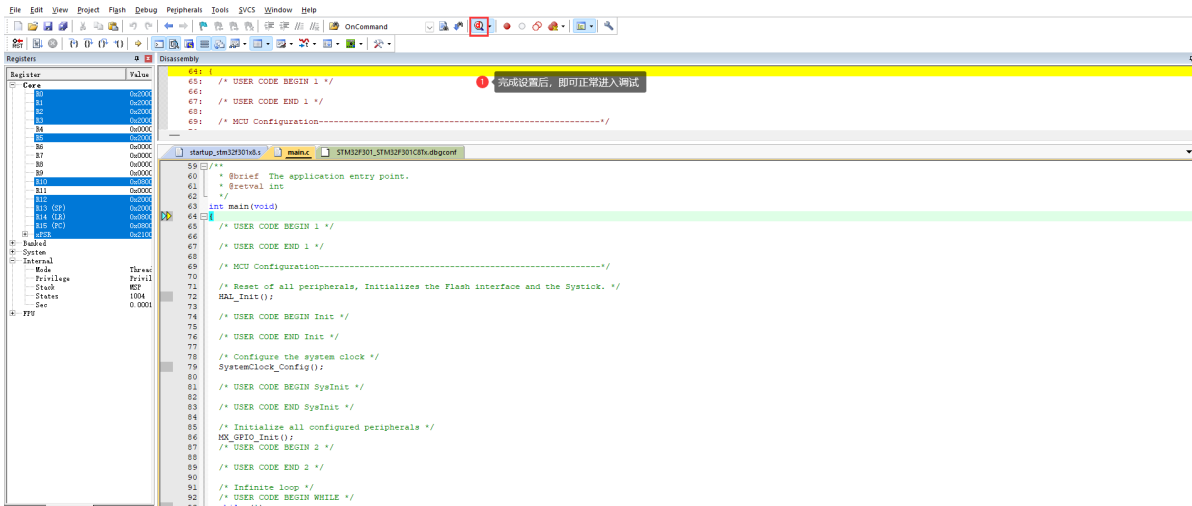 File Edit View Project Flash Debug Peripherals Tools SVCS Window Help
OnCommand
Registers
Disassembly
Register Value
Core
R0 0x2000
R1 0x2000
R2 0x2000
R3 0x2000
R4 0x0000
R5 0x2000
R6 0x0000
R7 0x0000
R8 0x0000
R9 0x0000
R10 0x0800
R11 0x0000
R12 0x2000
R13 (SP) 0x2000
R14 (LR) 0x0800
R15 (PC) 0x0800
xPSR 0x2100
Banked
System
Internal
Mode Thread
Privilege Privil
Stack MSP
States 1004
Sec 0.0001
FPU
64: {
65: /* USER CODE BEGIN 1 */
66:
67: /* USER CODE END 1 */
68:
69: /* MCU Configuration--------------------------------------------------------*/
1 完成设置后，即可正常进入调试
startup_stm32f301x8.s main.c STM32F301_STM32F301C8Tx.dbgconf
59 /**
60 * @brief The application entry point.
61 * @retval int
62 */
63 int main(void)
64 {
65 /* USER CODE BEGIN 1 */
66
67 /* USER CODE END 1 */
68
69 /* MCU Configuration--------------------------------------------------------*/
70
71 /* Reset of all peripherals, Initializes the Flash interface and the Systick. */
72 HAL_Init();
73
74 /* USER CODE BEGIN Init */
75
76 /* USER CODE END Init */
77
78 /* Configure the system clock */
79 SystemClock_Config();
80
81 /* USER CODE BEGIN SysInit */
82
83 /* USER CODE END SysInit */
84
85 /* Initialize all configured peripherals */
86 MX_GPIO_Init();
87 /* USER CODE BEGIN 2 */
88
89 /* USER CODE END 2 */
90
91 /* Infinite loop */
92 /* USER CODE BEGIN WHILE */